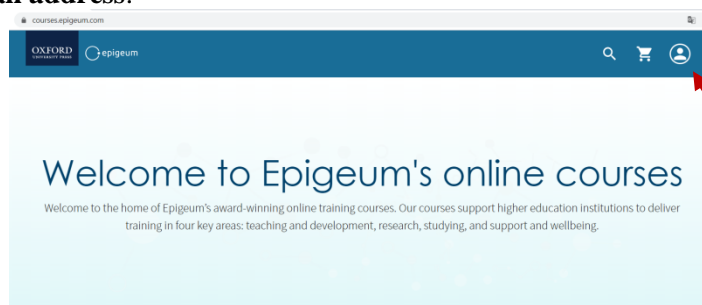 an address:
courses.epigeum.com
OXFORD
UNIVERSITY PRESS
epigeum
Welcome to Epigeum's online courses
Welcome to the home of Epigeum's award-winning online training courses. Our courses support higher education institutions to deliver
training in four key areas: teaching and development, research, studying, and support and wellbeing.